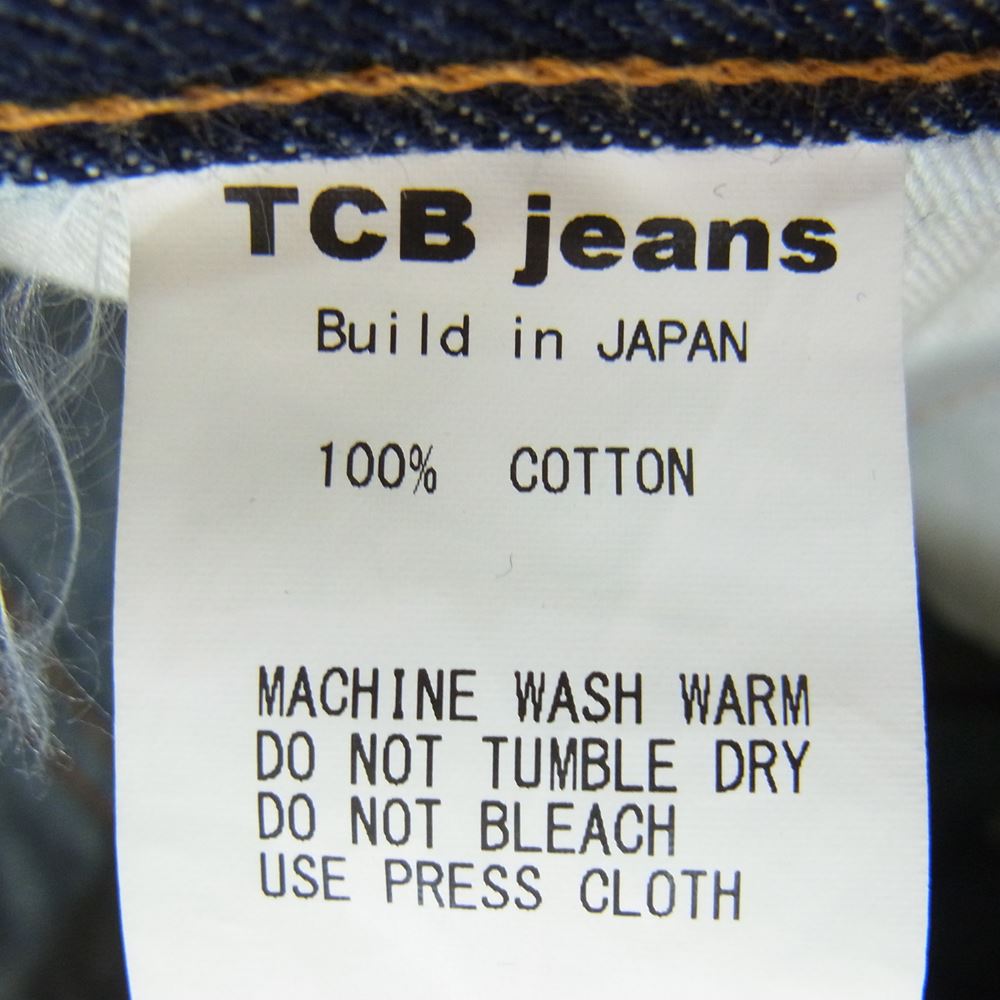 TCB jeans
Build in JAPAN
100% COTTON
MACHINE WASH WARM
DO NOT TUMBLE DRY
DO NOT BLEACH
USE PRESS CLOTH